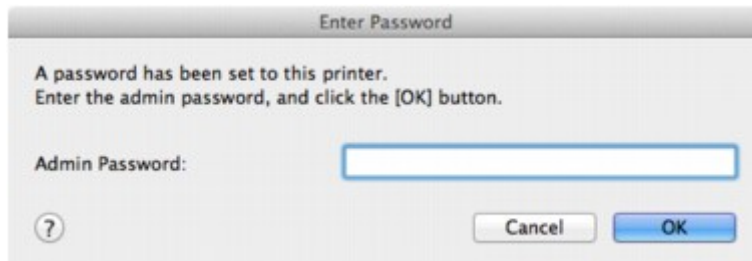 Enter Password
A password has been set to this printer.
Enter the admin password, and click the [OK] button.
Admin Password:
?
Cancel
OK